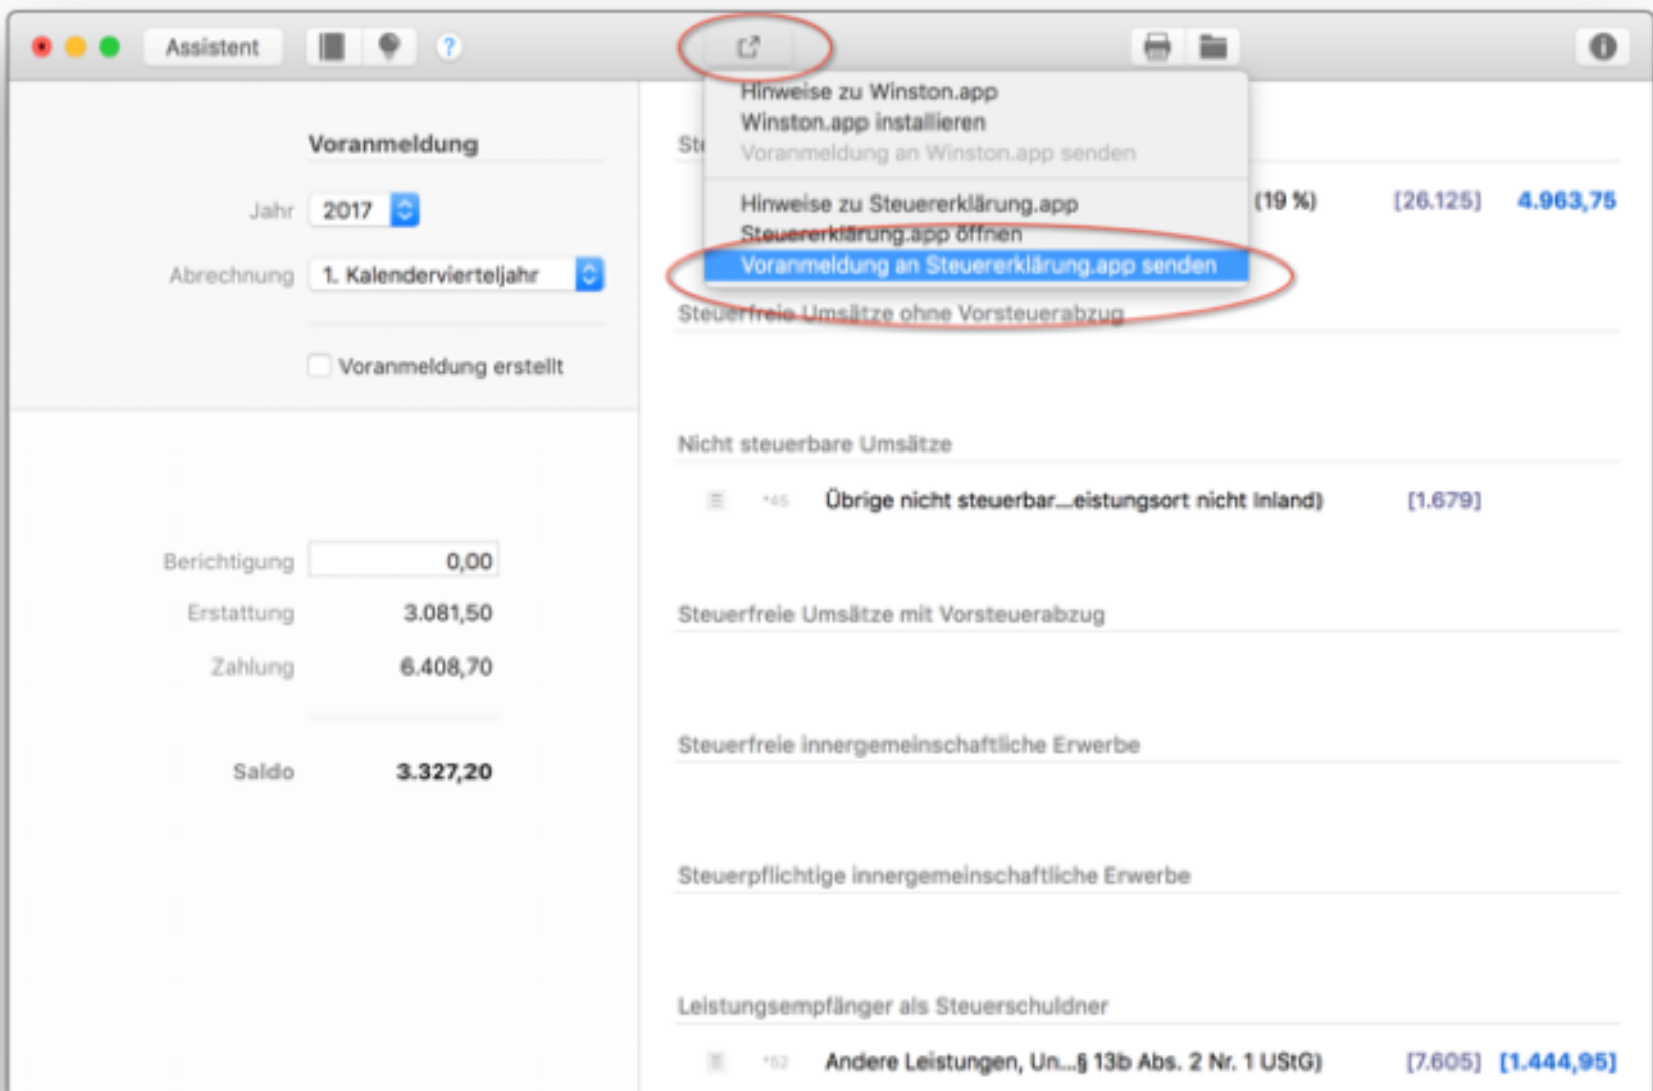 Assistent
?
Hinweise zu Winston.app
Winston.app installieren
Voranmeldung an Winston.app senden
Hinweise zu Steuererklärung.app
Steuererklärung.app öffnen
Voranmeldung an Steuererklärung.app senden
Voranmeldung
Jahr 2017
Abrechnung 1. Kalendervierteljahr
Voranmeldung erstellt
Berichtigung 0,00
Erstattung 3.081,50
Zahlung 6.408,70
Saldo 3.327,20
(19 %) [26.125] 4.963,75
Steuerfreie Umsätze ohne Vorsteuerabzug
Nicht steuerbare Umsätze
*45 Übrige nicht steuerbar...eistungsort nicht Inland) [1.679]
Steuerfreie Umsätze mit Vorsteuerabzug
Steuerfreie innergemeinschaftliche Erwerbe
Steuerpflichtige innergemeinschaftliche Erwerbe
Leistungsempfänger als Steuerschuldner
*52 Andere Leistungen, Un...§ 13b Abs. 2 Nr. 1 UStG) [7.605] [1.444,95]